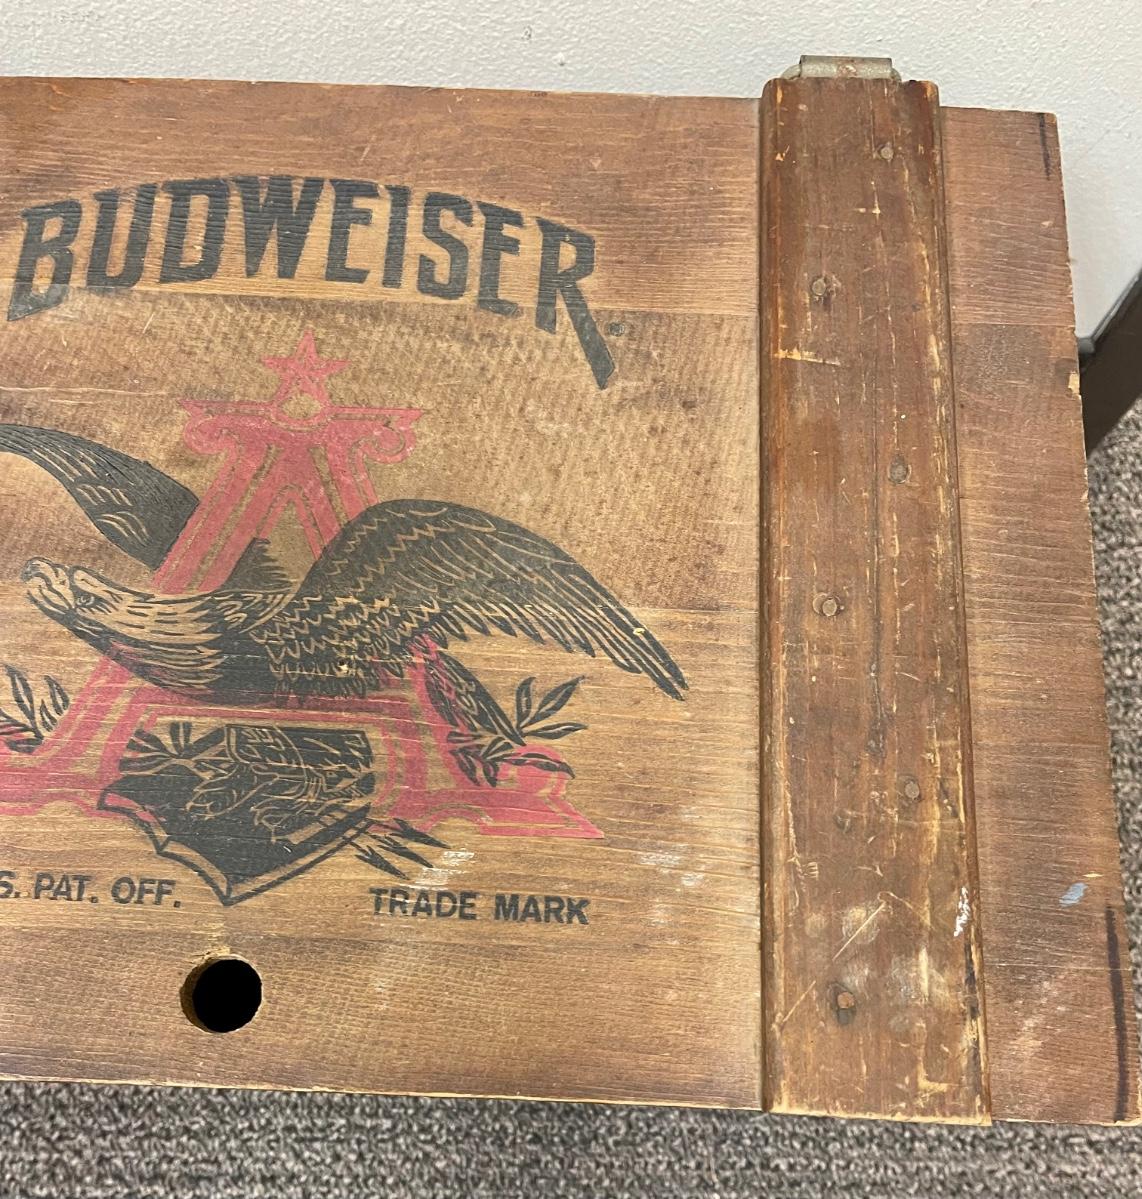 BUDWEISER®
S. PAT. OFF. TRADE MARK